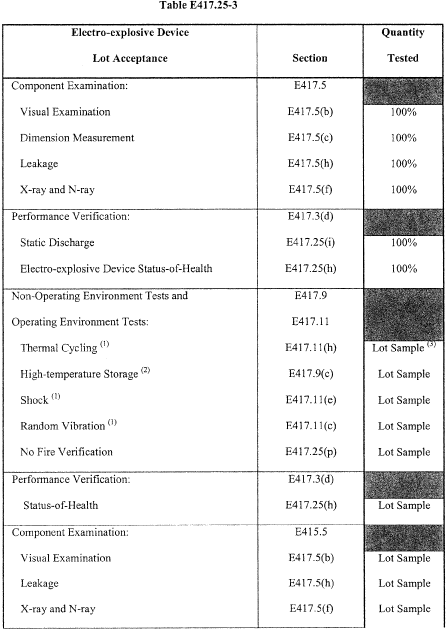 Table E417.25-3
Electro-explosive Device Quantity
Lot Acceptance Section Tested
Component Examination: E417.5
Visual Examination E417.5(b) 100%
Dimension Measurement E417.5(c) 100%
Leakage E417.5(h) 100%
X-ray and N-ray E417.5(f) 100%
Performance Verification: E417.3(d)
Static Discharge E417.25(i) 100%
Electro-explosive Device Status-of-Health E417.25(h) 100%
Non-Operating Environment Tests and E417.9
Operating Environment Tests: E417.11
Thermal Cycling (1) E417.11(h) Lot Sample (3)
High-temperature Storage (2) E417.9(c) Lot Sample
Shock (1) E417.11(e) Lot Sample
Random Vibration (1) E417.11(c) Lot Sample
No Fire Verification E417.25(p) Lot Sample
Performance Verification: E417.3(d)
Status-of-Health E417.25(h) Lot Sample
Component Examination: E415.5
Visual Examination E417.5(b) Lot Sample
Leakage E417.5(h) Lot Sample
X-ray and N-ray E417.5(f) Lot Sample